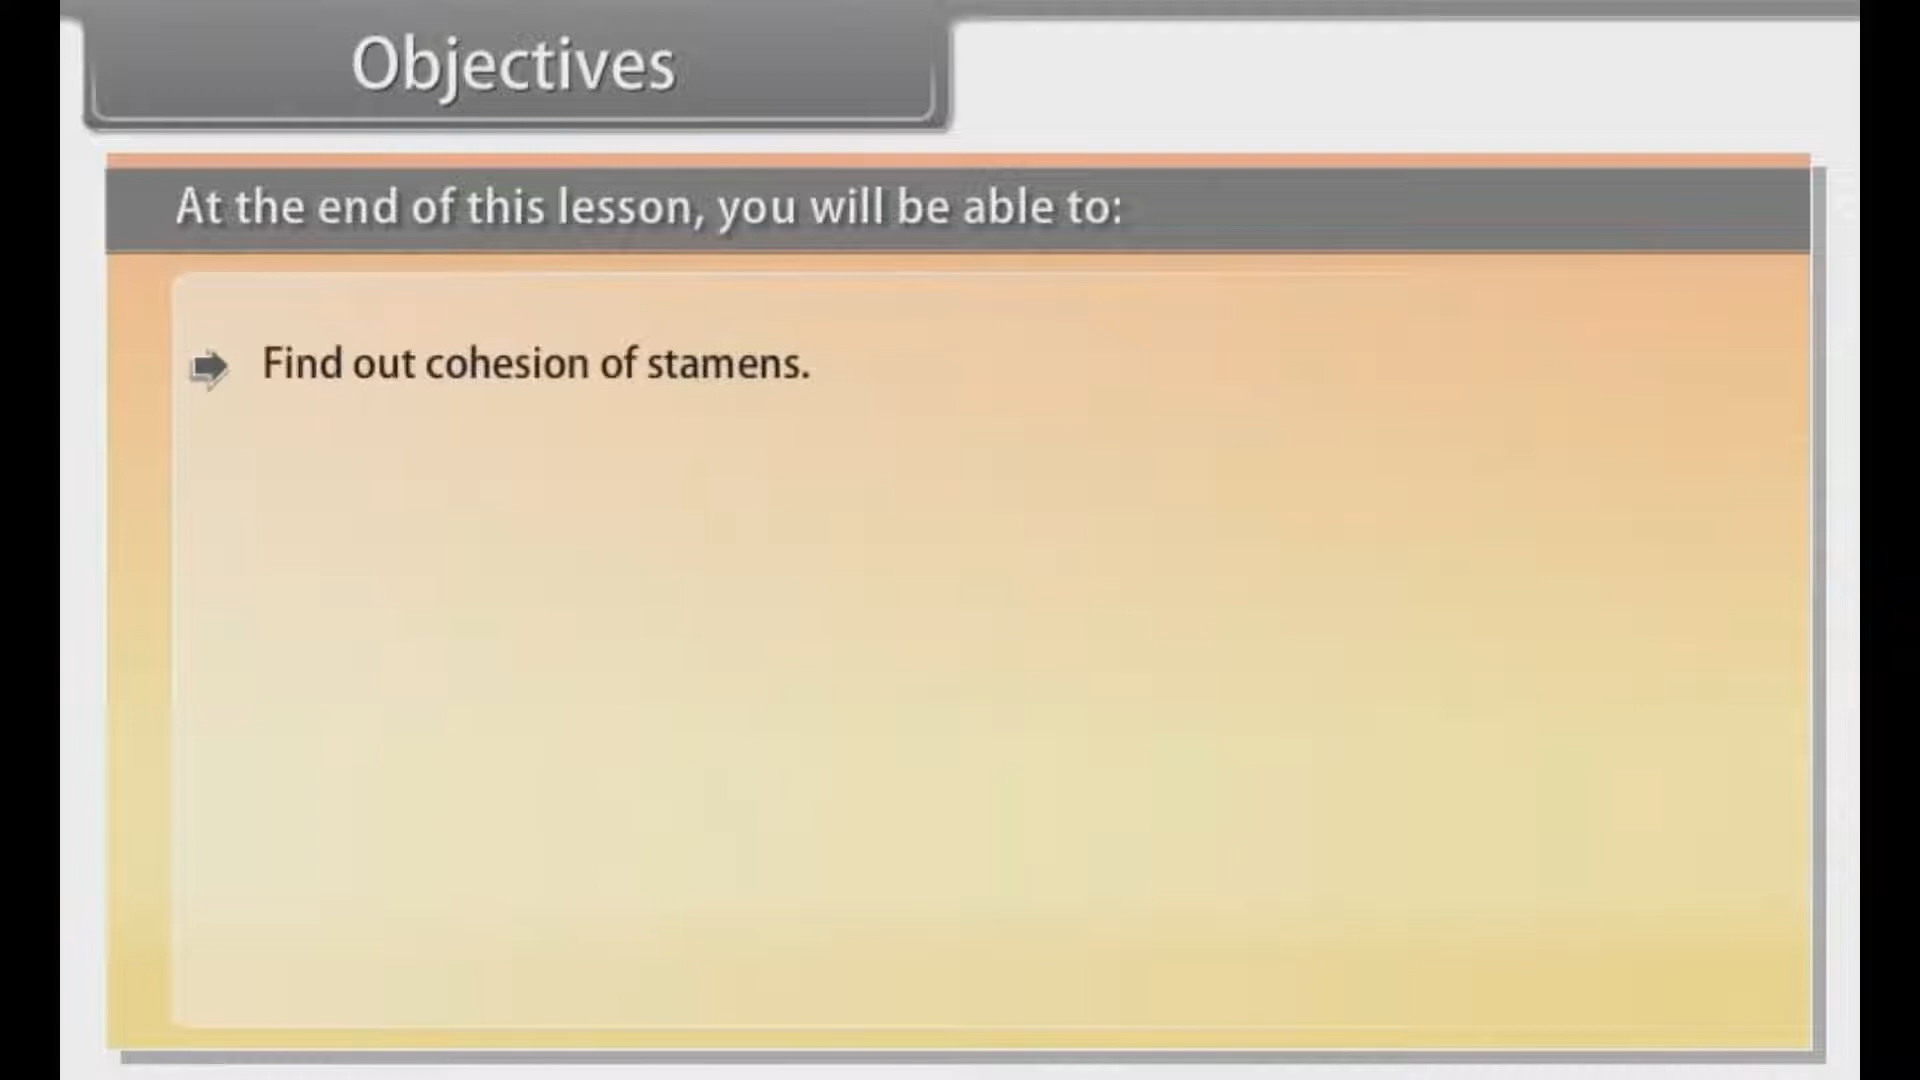 Objectives
At the end of this lesson, you will be able to:
Find out cohesion of stamens.